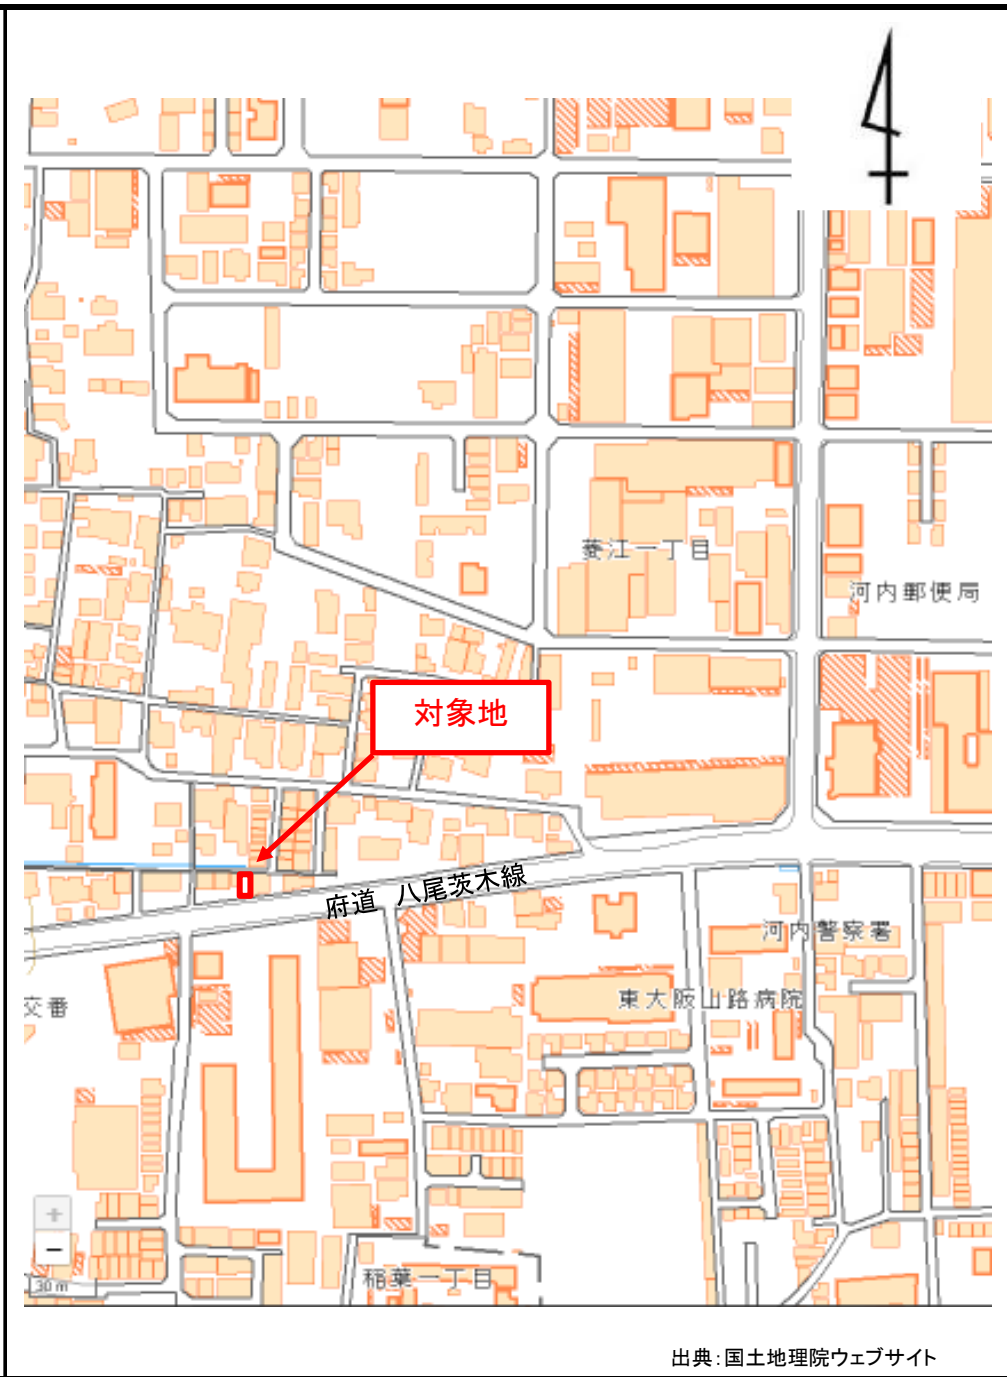 菱江一丁目
河内郵便局
対象地
府道 八尾茨木線
河内警察署
交番
東大阪山路病院
+
−
30 m
稲葉一丁目
出典：国土地理院ウェブサイト